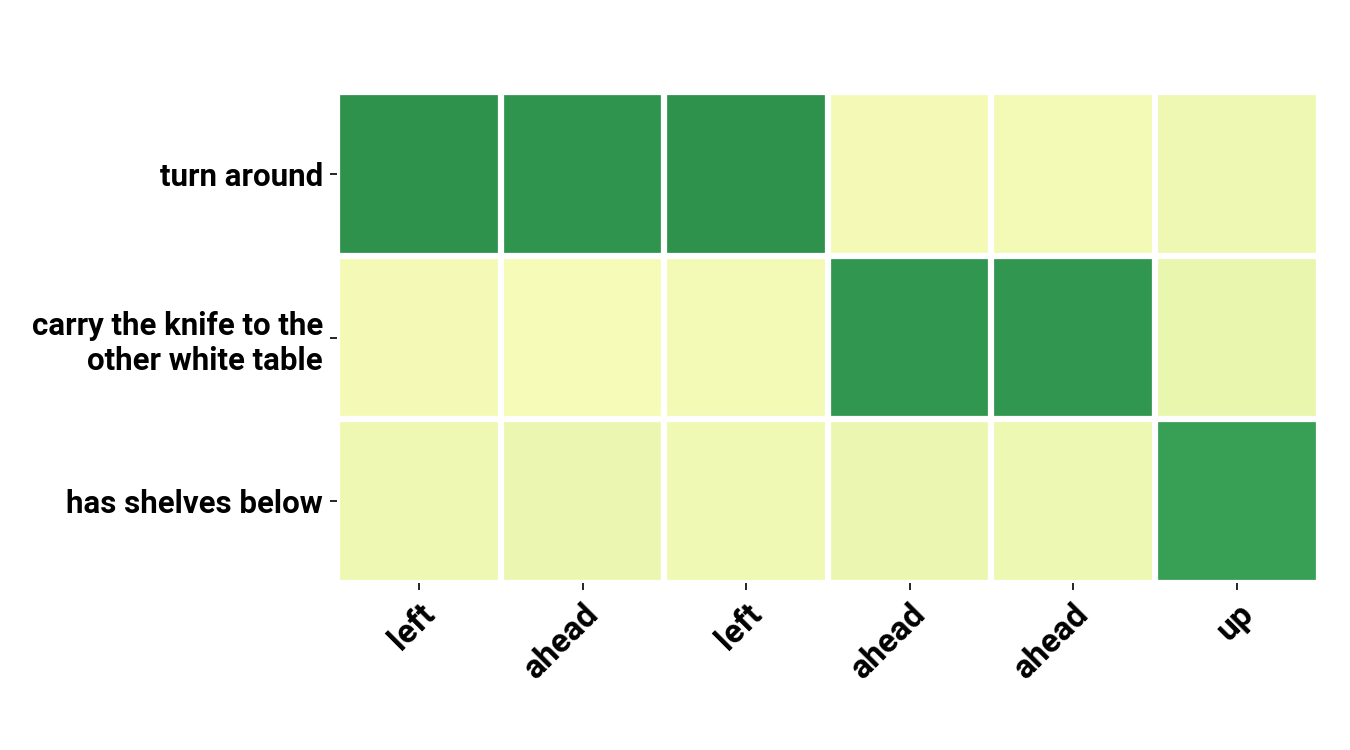 turn around
carry the knife to the
other white table
has shelves below
left
ahead
left
ahead
ahead
up